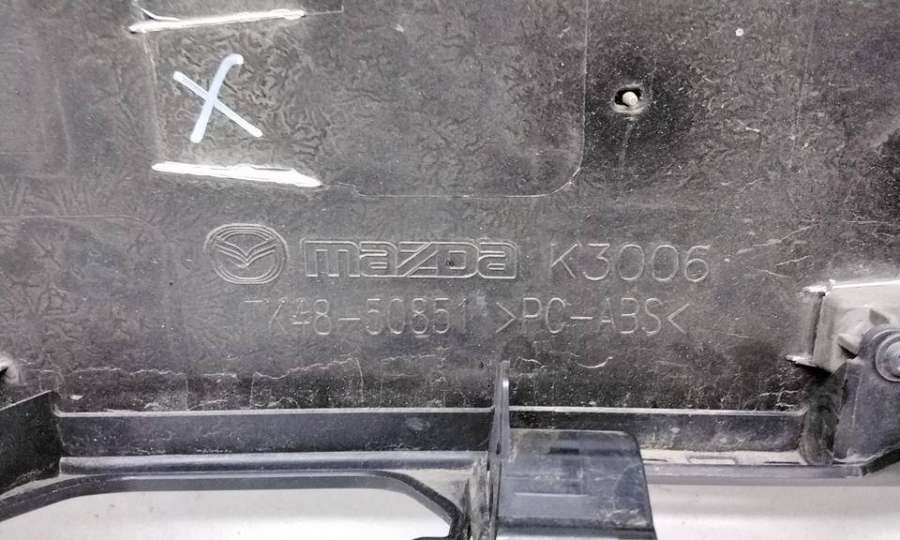 X
mazda K3006
TK48-50851 >PC-ABS<